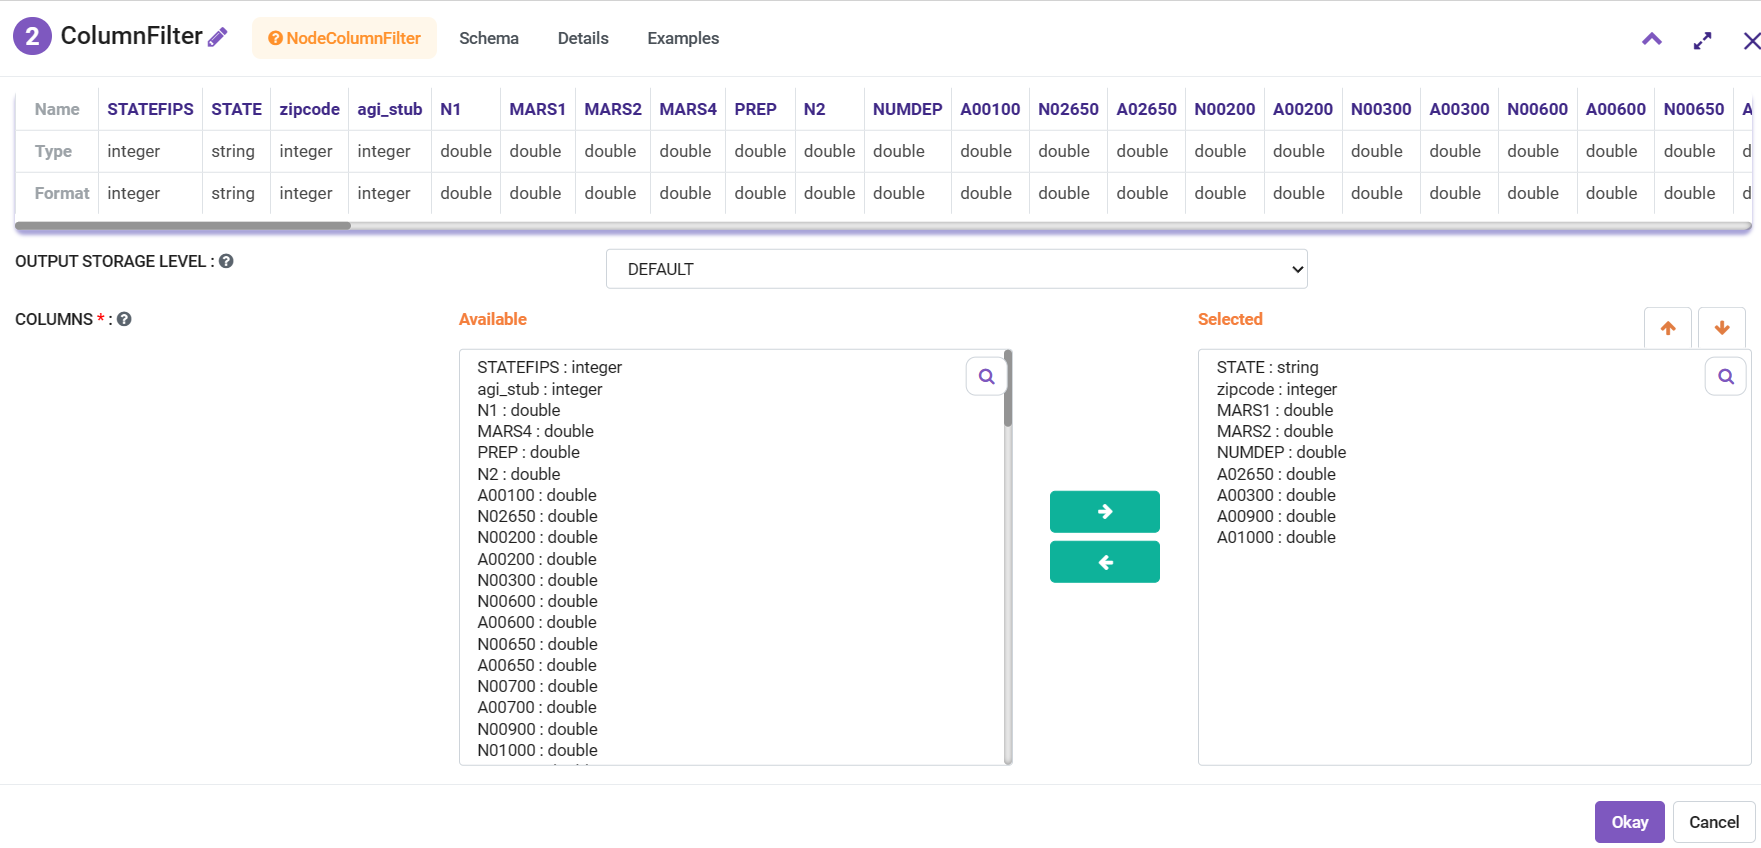 2 ColumnFilter NodeColumnFilter Schema Details Examples
Name STATEFIPS STATE zipcode agi_stub N1 MARS1 MARS2 MARS4 PREP N2 NUMDEP A00100 N02650 A02650 N00200 A00200 N00300 A00300 N00600 A00600 N00650 A
Type integer string integer integer double double double double double double double double double double double double double double double double double d
Format integer string integer integer double double double double double double double double double double double double double double double double double d
OUTPUT STORAGE LEVEL : DEFAULT
COLUMNS * : Available Selected
STATEFIPS : integer
agi_stub : integer
N1 : double
MARS4 : double
PREP : double
N2 : double
A00100 : double
N02650 : double
N00200 : double
A00200 : double
N00300 : double
N00600 : double
A00600 : double
N00650 : double
A00650 : double
N00700 : double
A00700 : double
N00900 : double
N01000 : double
STATE : string
zipcode : integer
MARS1 : double
MARS2 : double
NUMDEP : double
A02650 : double
A00300 : double
A00900 : double
A01000 : double
Okay Cancel